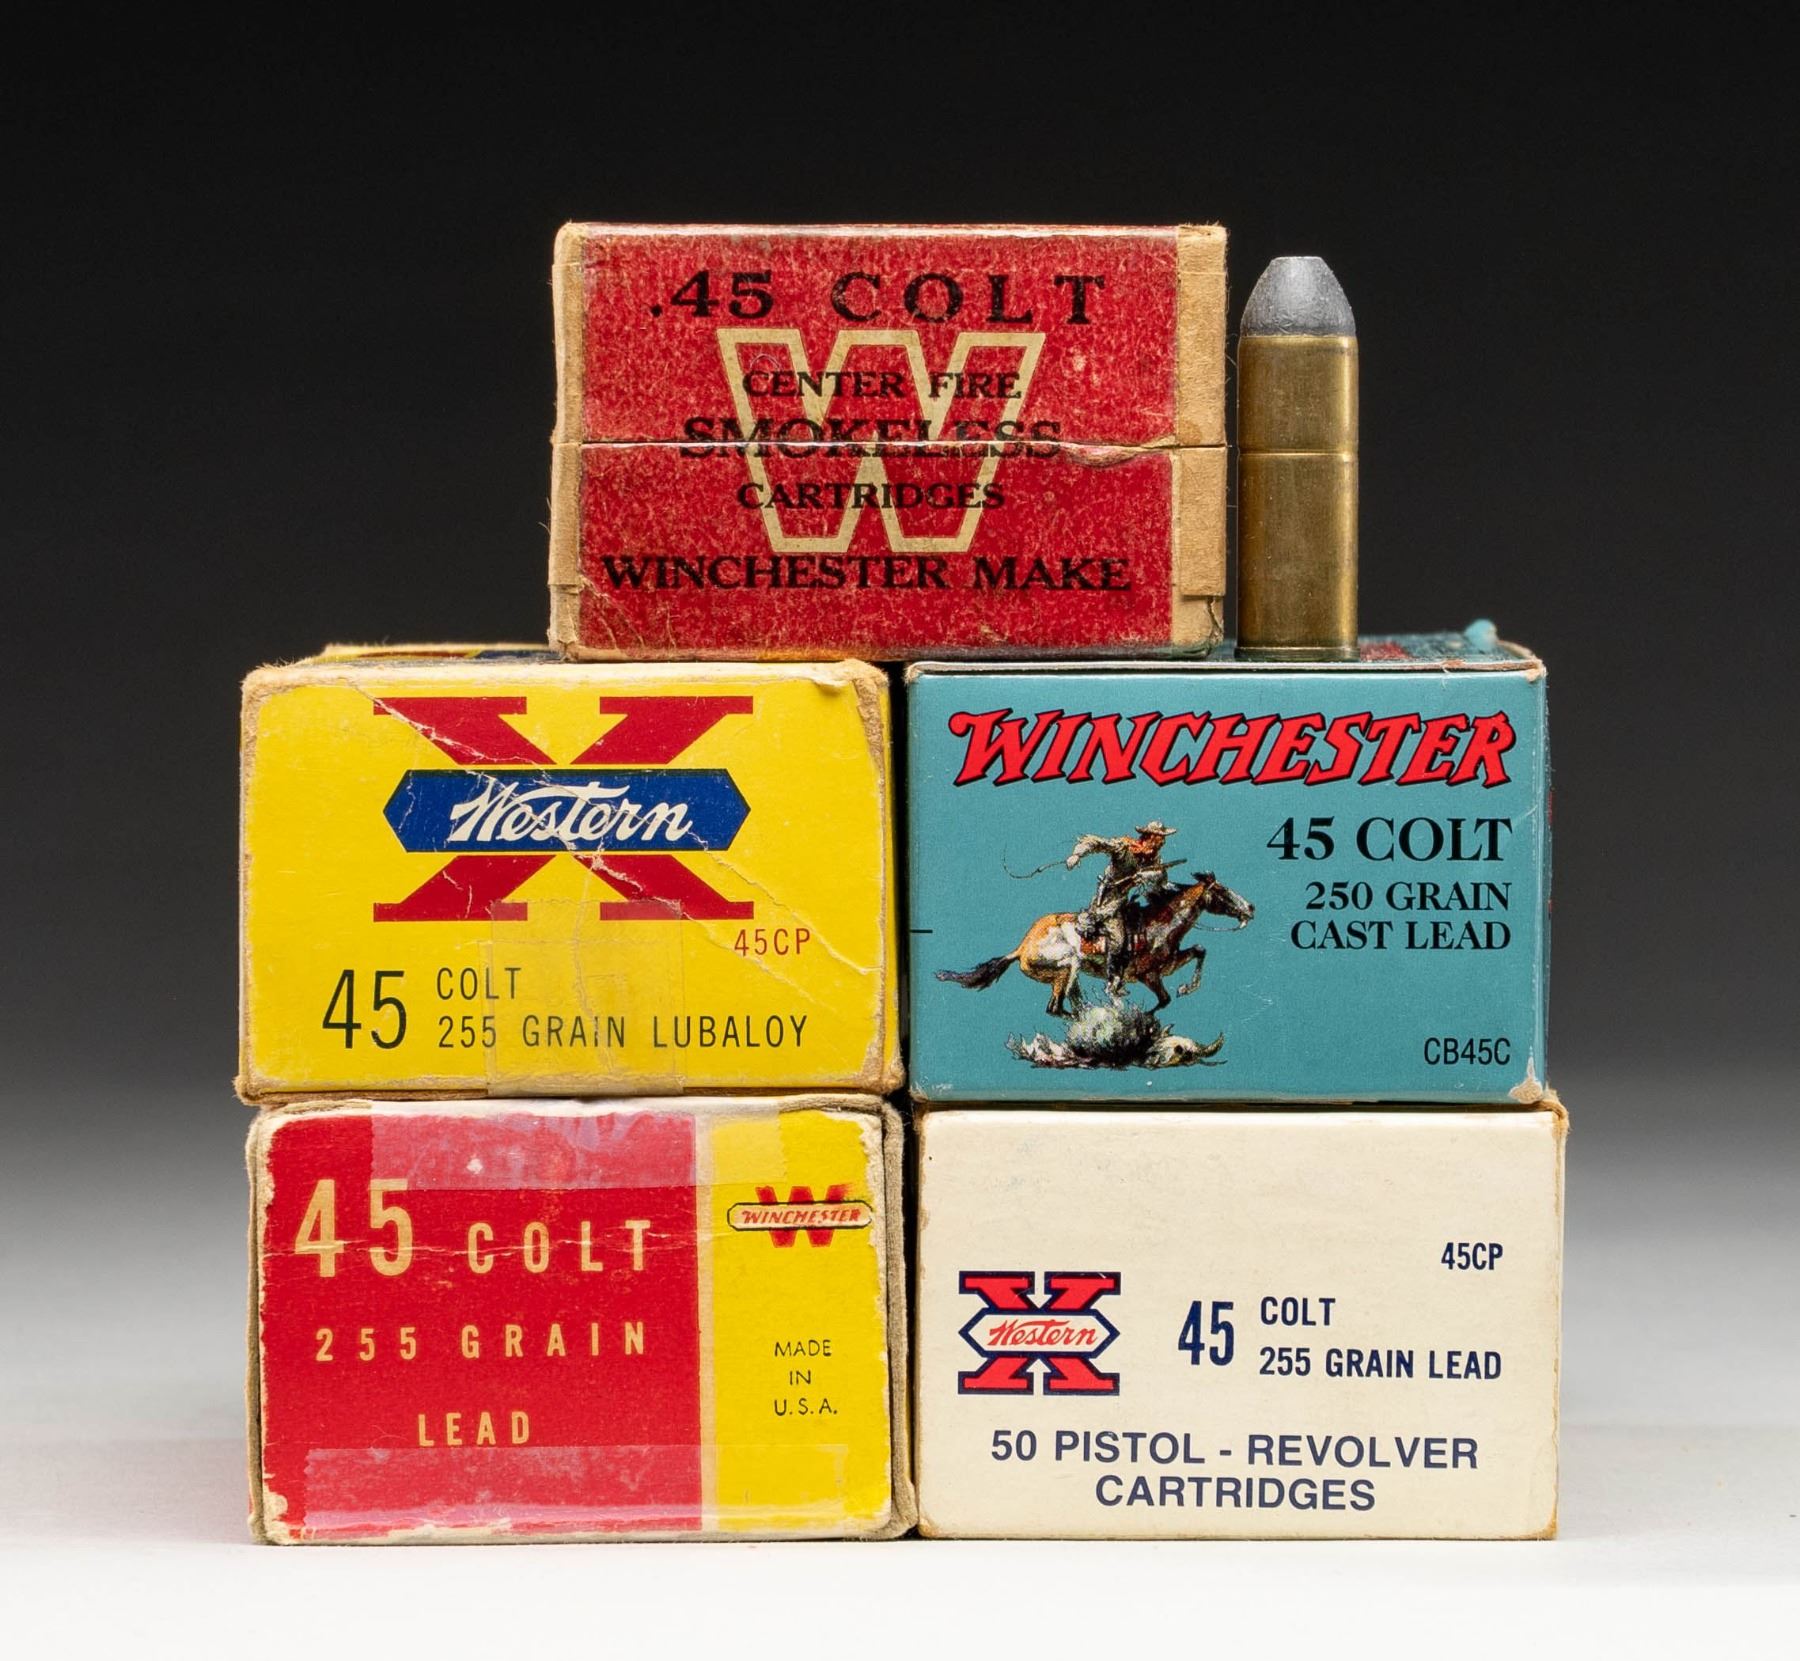 .45 COLT
W
CENTER FIRE
SMOKELESS
CARTRIDGES
WINCHESTER MAKE
X
Western
45CP
45 COLT
255 GRAIN LUBALOY
WINCHESTER
45 COLT
250 GRAIN
CAST LEAD
CB45C
45 COLT
255 GRAIN
LEAD
W
WINCHESTER
MADE
IN
U.S.A.
45CP
X
Western
45 COLT
255 GRAIN LEAD
50 PISTOL - REVOLVER
CARTRIDGES